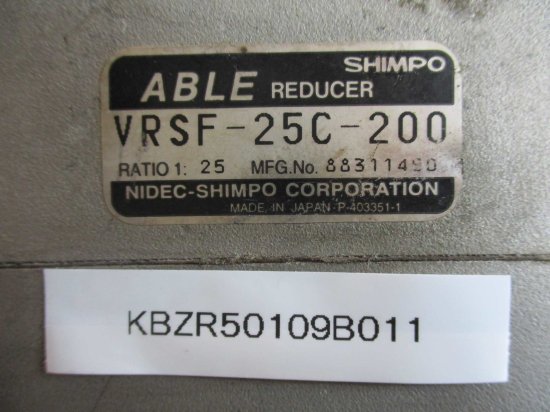 SHIMPO
ABLE REDUCER
VRSF-25C-200
RATIO 1: 25 MFG.No. 88311490
NIDEC-SHIMPO CORPORATION
MADE IN JAPAN P-403351-1
KBZR50109B011